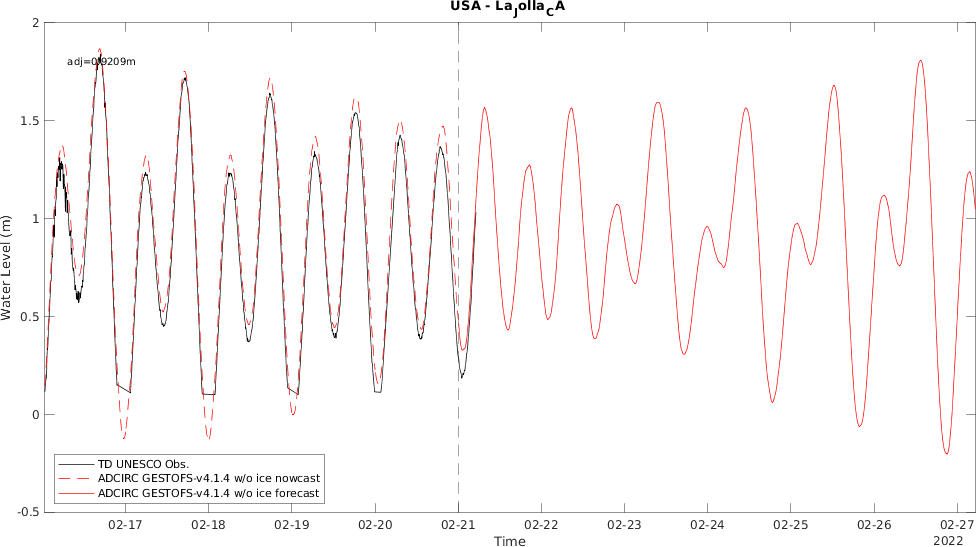 USA - LaJollaCA
adj=0.9209m
2
1.5
1
0.5
0
-0.5
Water Level (m)
TD UNESCO Obs.
ADCIRC GESTOFS-v4.1.4 w/o ice nowcast
ADCIRC GESTOFS-v4.1.4 w/o ice forecast
02-17 02-18 02-19 02-20 02-21 02-22 02-23 02-24 02-25 02-26 02-27
Time
2022